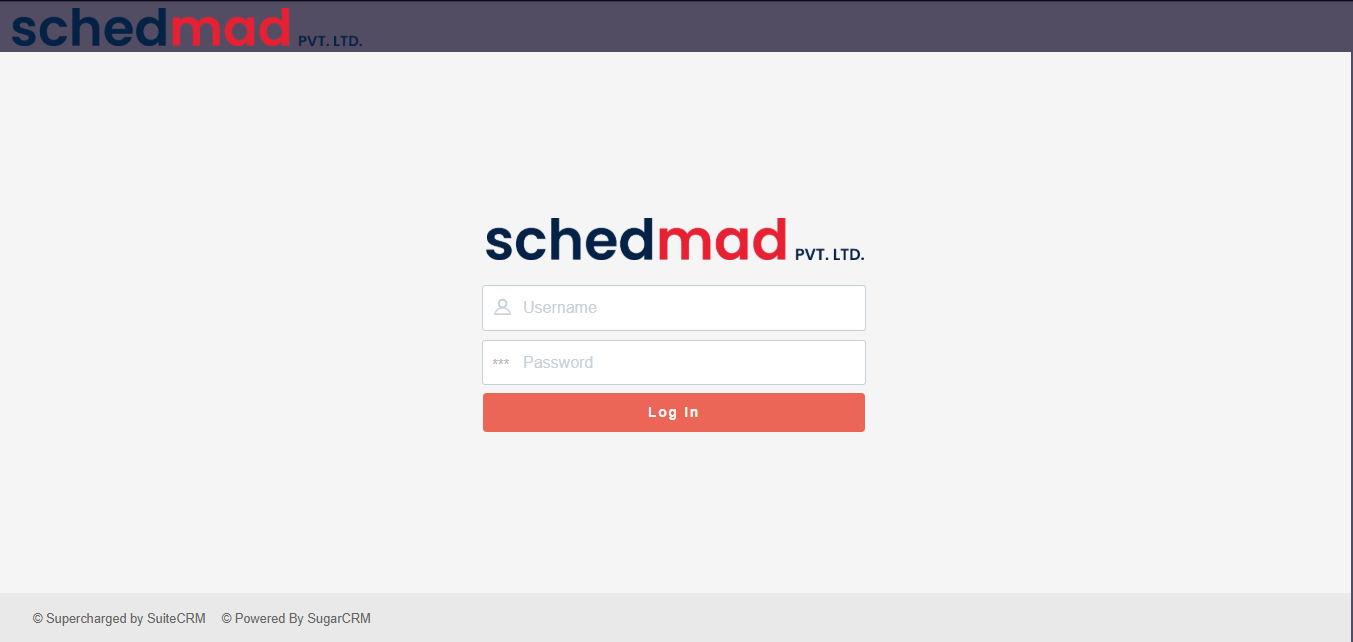 schedmad PVT. LTD.
schedmad PVT. LTD.
Username
*** Password
Log In
© Supercharged by SuiteCRM © Powered By SugarCRM